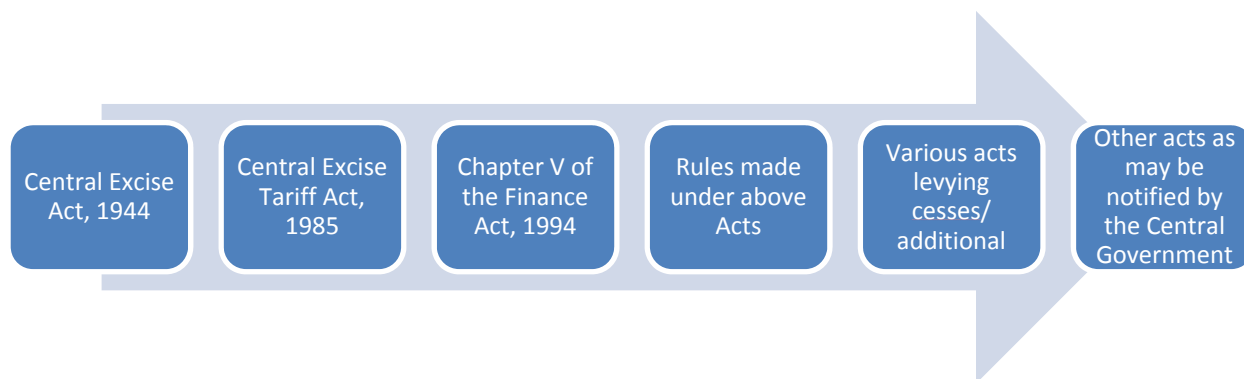 Central Excise
Act, 1944
Central Excise
Tariff Act,
1985
Chapter V of
the Finance
Act, 1994
Rules made
under above
Acts
Various acts
levying
cesses/
additional
Other acts as
may be
notified by
the Central
Government